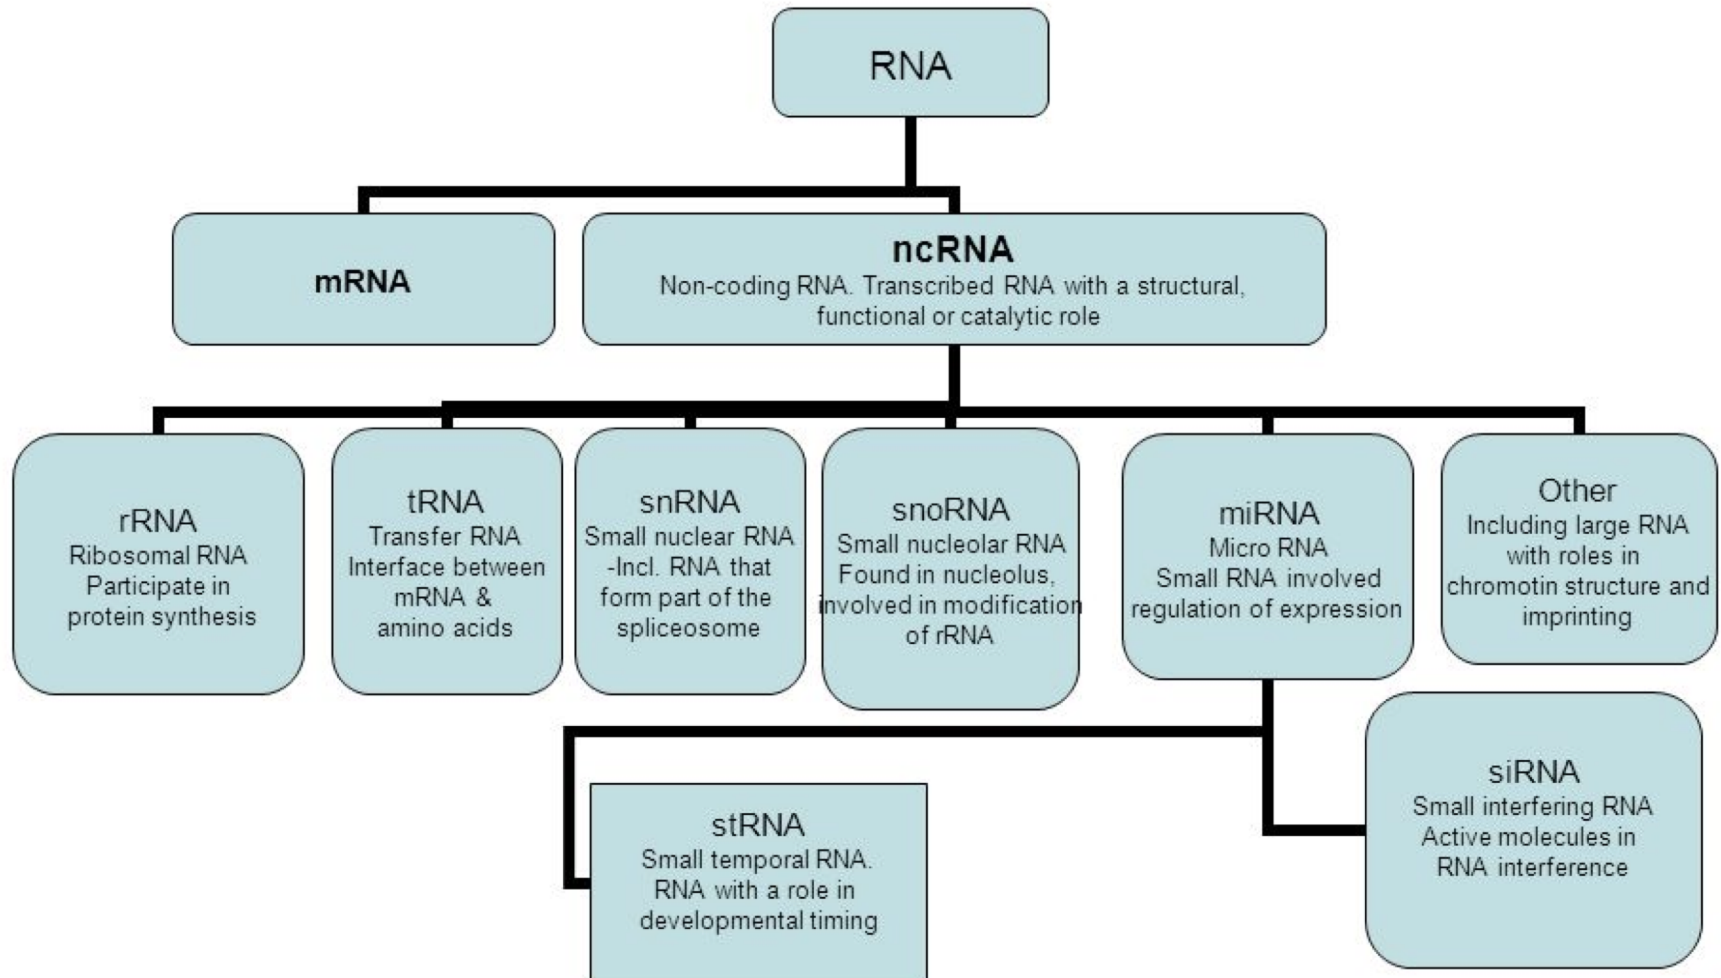 RNA
mRNA
ncRNA
Non-coding RNA. Transcribed RNA with a structural,
functional or catalytic role
rRNA
Ribosomal RNA
Participate in
protein synthesis
tRNA
Transfer RNA
Interface between
mRNA &
amino acids
snRNA
Small nuclear RNA
-Incl. RNA that
form part of the
spliceosome
snoRNA
Small nucleolar RNA
Found in nucleolus,
involved in modification
of rRNA
miRNA
Micro RNA
Small RNA involved
regulation of expression
Other
Including large RNA
with roles in
chromotin structure and
imprinting
stRNA
Small temporal RNA.
RNA with a role in
developmental timing
siRNA
Small interfering RNA
Active molecules in
RNA interference